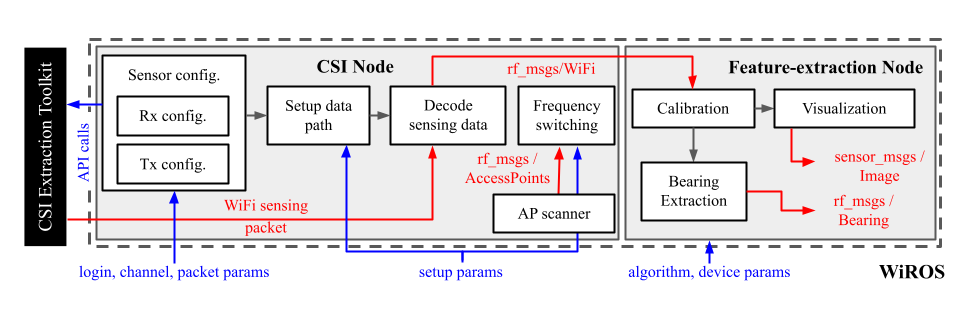 CSI Extraction Toolkit
API calls
Sensor config.
Rx config.
Tx config.
CSI Node
Setup data
path
Decode
sensing data
Frequency
switching
rf_msgs/WiFi
rf_msgs /
AccessPoints
AP scanner
WiFi sensing
packet
login, channel, packet params
setup params
Feature-extraction Node
Calibration
Visualization
Bearing
Extraction
sensor_msgs /
Image
rf_msgs /
Bearing
algorithm, device params
WiROS